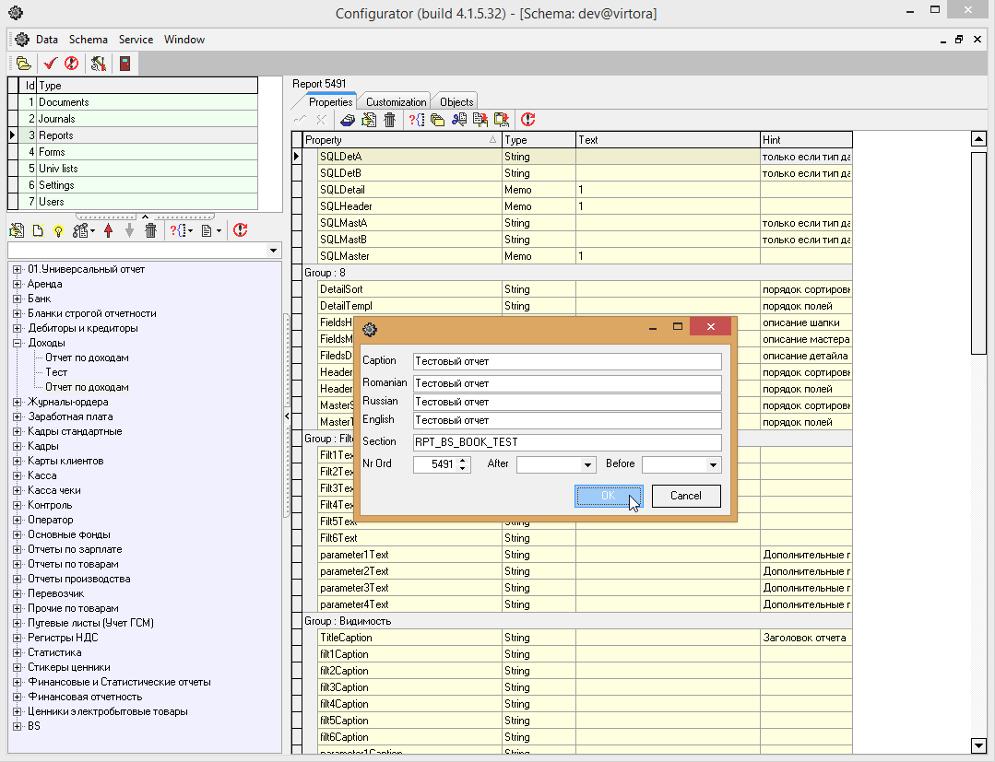 Configurator (build 4.1.5.32) - [Schema: dev@virtora]
Data Schema Service Window
Id Type
1 Documents
2 Journals
3 Reports
4 Forms
5 Univ lists
6 Settings
7 Users
01.Универсальный отчет
Аренда
Банк
Бланки строгой отчетности
Дебиторы и кредиторы
Доходы
Отчет по доходам
Тест
Отчет по доходам
Журналы-ордера
Заработная плата
Кадры стандартные
Кадры
Карты клиентов
Касса
Касса чеки
Контроль
Оператор
Основные фонды
Отчеты по зарплате
Отчеты по товарам
Отчеты производства
Перевозчик
Прочие по товарам
Путевые листы (Учет ГСМ)
Регистры НДС
Статистика
Стикеры ценники
Финансовые и Статистические отчеты
Финансовая отчетность
Ценники электробытовые товары
BS
Report 5491
Properties Customization Objects
Property Type Text Hint
SQLDetA String только если тип да
SQLDetB String только если тип да
SQLDetail Memo 1
SQLHeader Memo 1
SQLMastA String только если тип да
SQLMastB String только если тип да
SQLMaster Memo 1
Group : 8
DetailSort String порядок сортировк
DetailTempl String порядок полей
FieldsH описание шапки
FieldsM описание мастера
FiledsD описание детайла
Header порядок сортировк
Header порядок полей
MasterS порядок сортировк
MasterT порядок полей
Group : Filt
Filt1Te
Filt2Te
Filt3Te
Filt4Te
Filt5Text String
Filt6Text String
parameter1Text String Дополнительные п
parameter2Text String Дополнительные п
parameter3Text String Дополнительные п
parameter4Text String Дополнительные п
Group : Видимость
TitleCaption String Заголовок отчета
filt1Caption String
filt2Caption String
filt3Caption String
filt4Caption String
filt5Caption String
filt6Caption String
parameter1Caption String
Caption Тестовый отчет
Romanian Тестовый отчет
Russian Тестовый отчет
English Тестовый отчет
Section RPT_BS_BOOK_TEST
Nr Ord 5491 After Before
OK Cancel